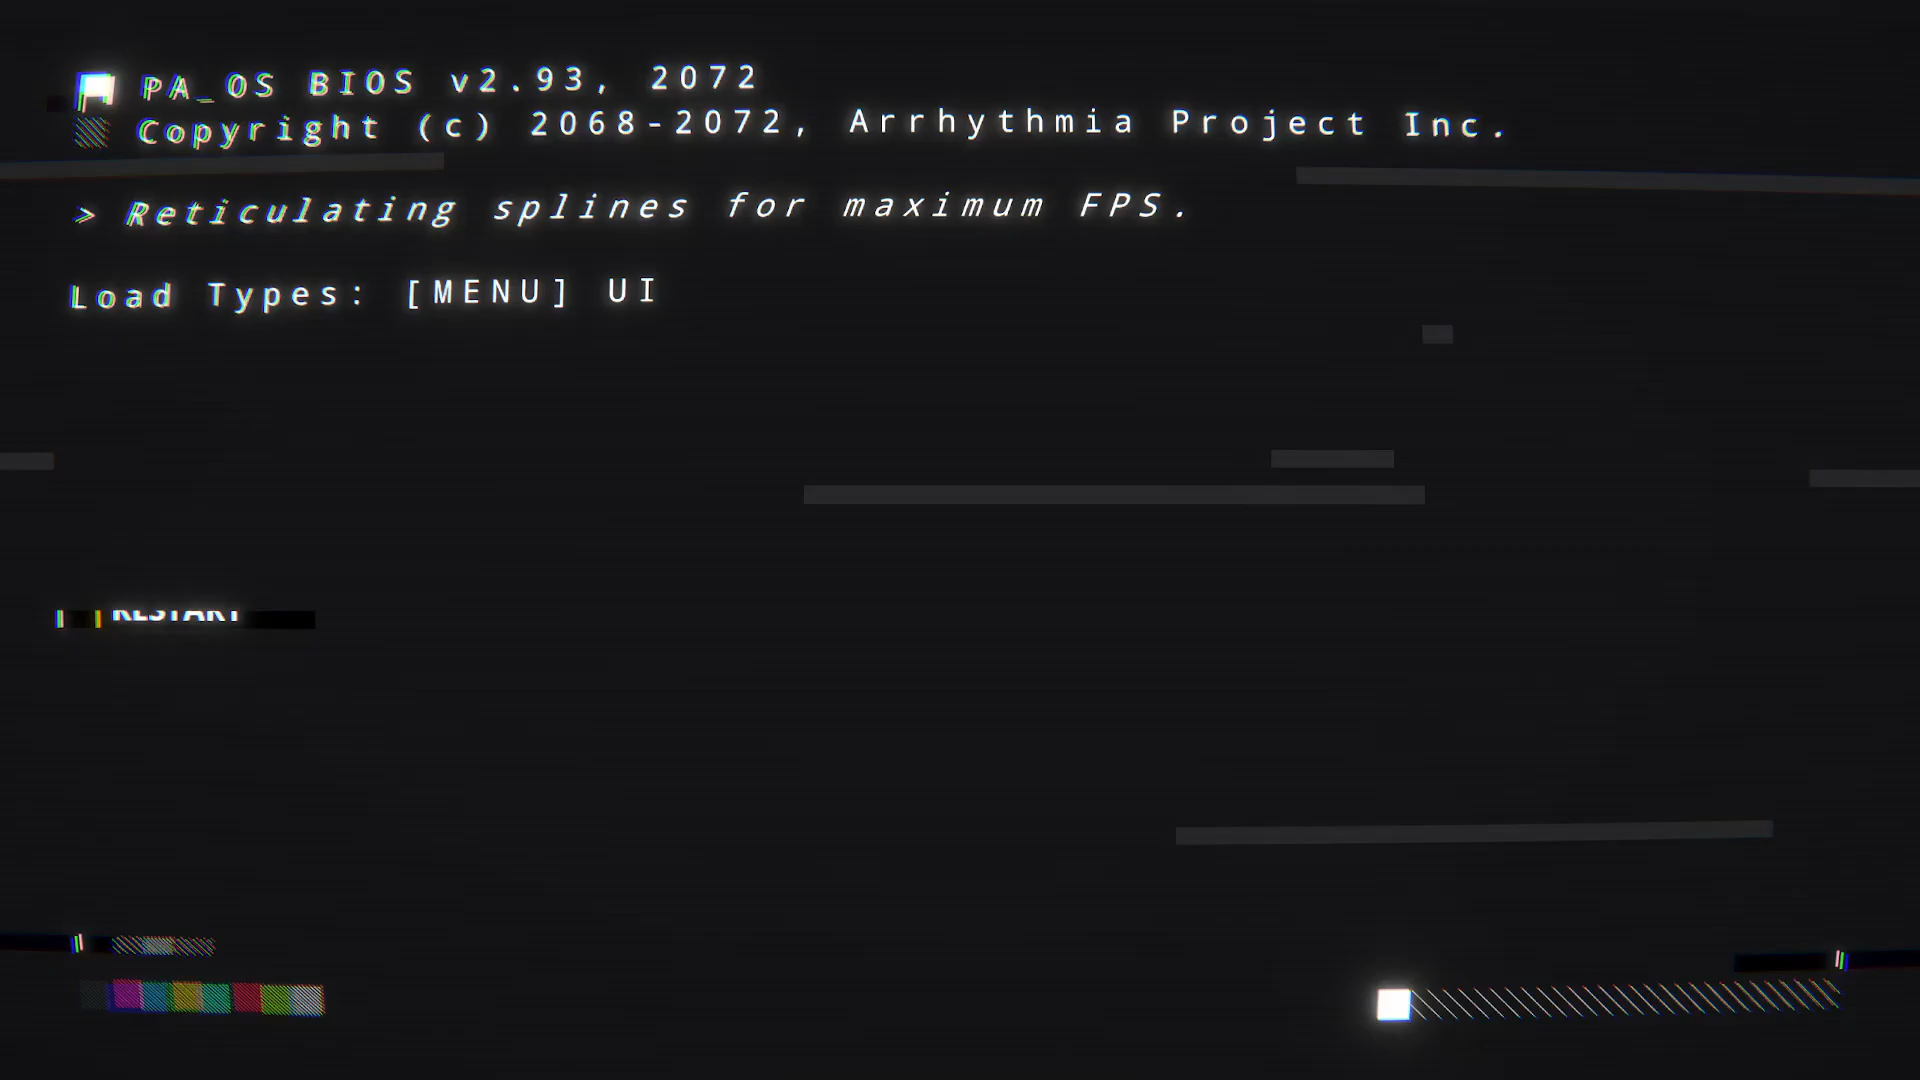 PA_OS BIOS v2.93, 2072
Copyright (c) 2068-2072, Arrhythmia Project Inc.
> Reticulating splines for maximum FPS.
Load Types: [MENU] UI
RESTART